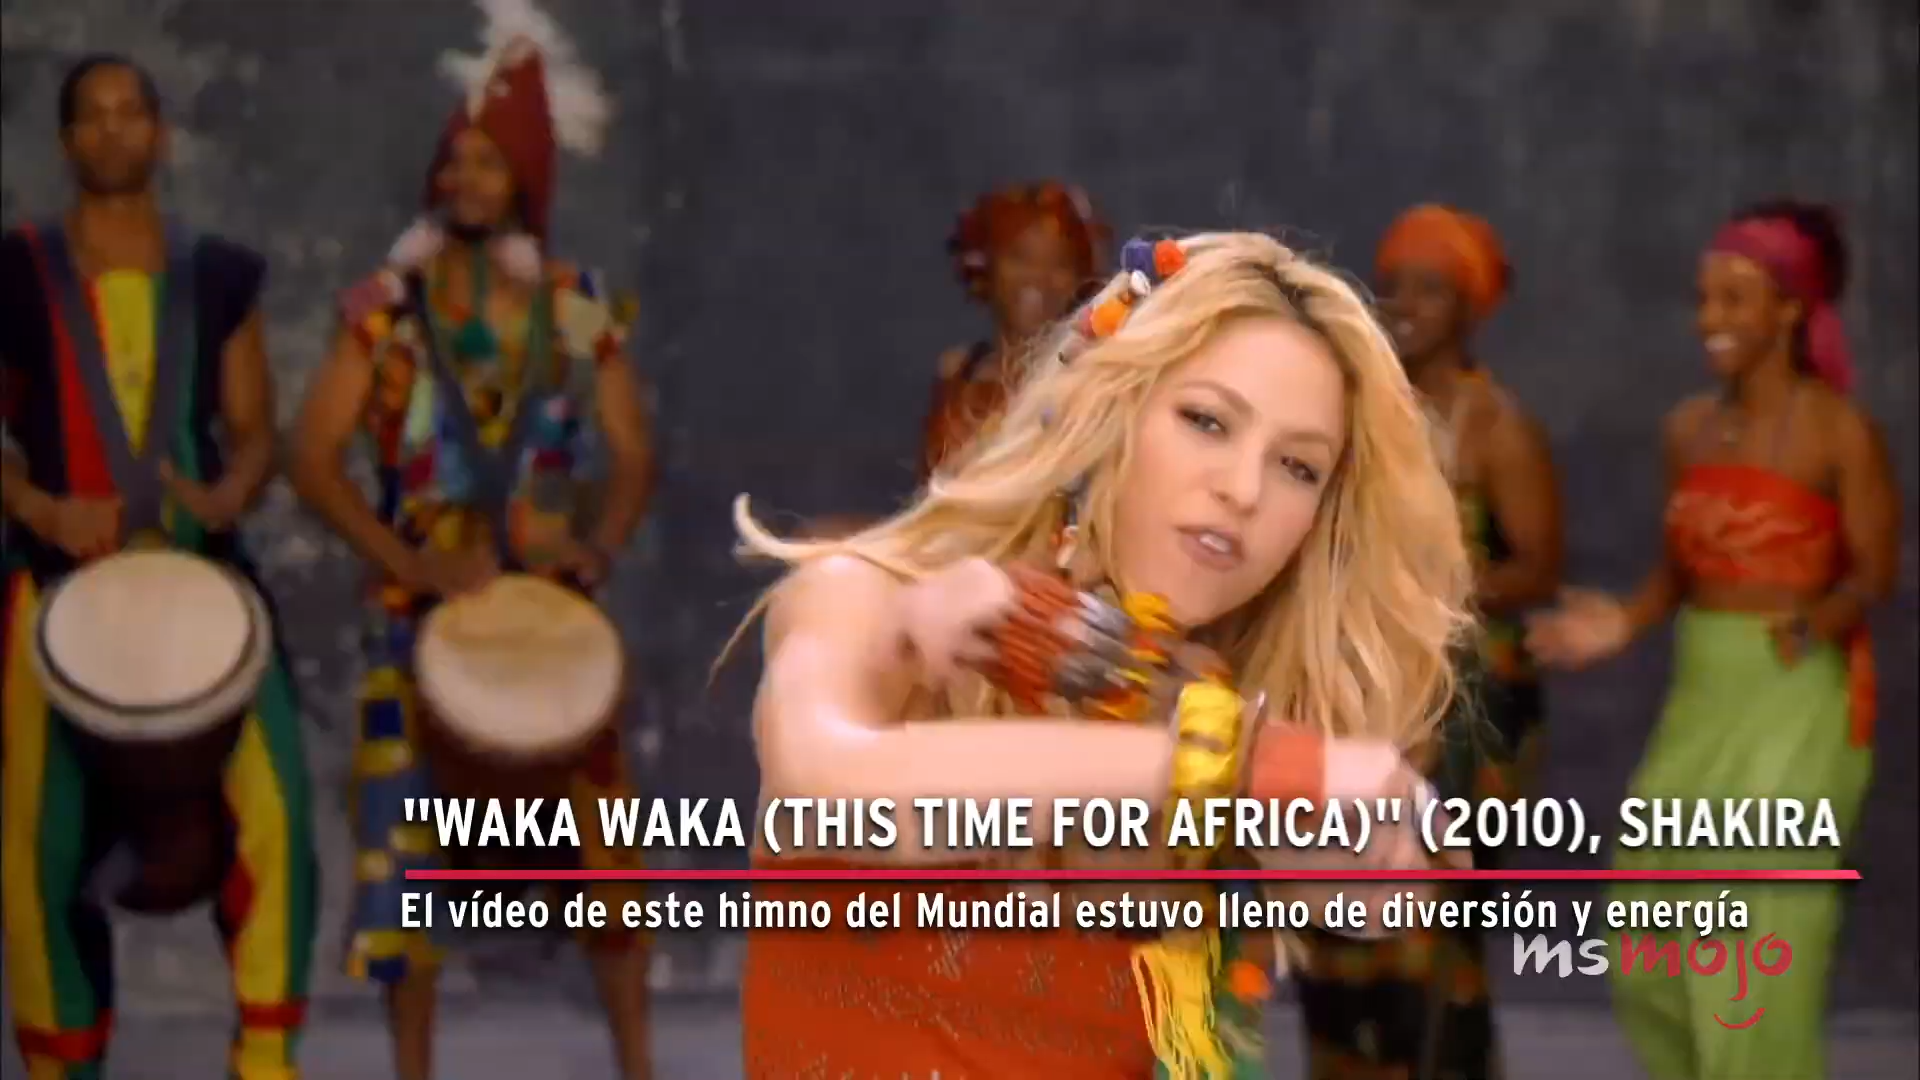 "WAKA WAKA (THIS TIME FOR AFRICA)" (2010), SHAKIRA
El vídeo de este himno del Mundial estuvo lleno de diversión y energía
msmojo